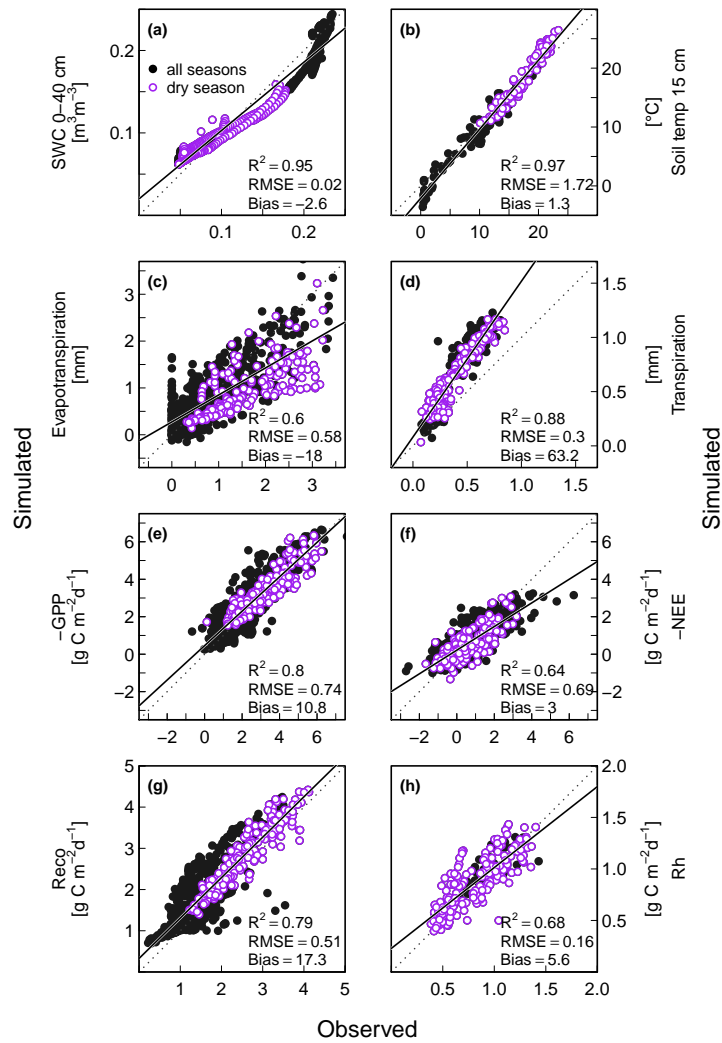 (a)
all seasons
dry season
0.2
0.1
SWC 0−40 cm
[m³m⁻³]
R² = 0.95
RMSE = 0.02
Bias = −2.6
0.1
0.2
(b)
20
10
0
[°C]
Soil temp 15 cm
R² = 0.97
RMSE = 1.72
Bias = 1.3
0
10
20
(c)
3
2
1
0
Evapotranspiration
[mm]
R² = 0.6
RMSE = 0.58
Bias = −18
0
1
2
3
(d)
1.5
1.0
0.5
0.0
[mm]
Transpiration
R² = 0.88
RMSE = 0.3
Bias = 63.2
0.0
0.5
1.0
1.5
Simulated
Simulated
(e)
6
4
2
0
−2
−GPP
[g C m⁻²d⁻¹]
R² = 0.8
RMSE = 0.74
Bias = 10.8
−2
0
2
4
6
(f)
6
4
2
0
−2
[g C m⁻²d⁻¹]
−NEE
R² = 0.64
RMSE = 0.69
Bias = 3
−2
0
2
4
6
(g)
5
4
3
2
1
Reco
[g C m⁻²d⁻¹]
R² = 0.79
RMSE = 0.51
Bias = 17.3
1
2
3
4
5
(h)
2.0
1.5
1.0
0.5
[g C m⁻²d⁻¹]
Rh
R² = 0.68
RMSE = 0.16
Bias = 5.6
0.0
0.5
1.0
1.5
2.0
Observed